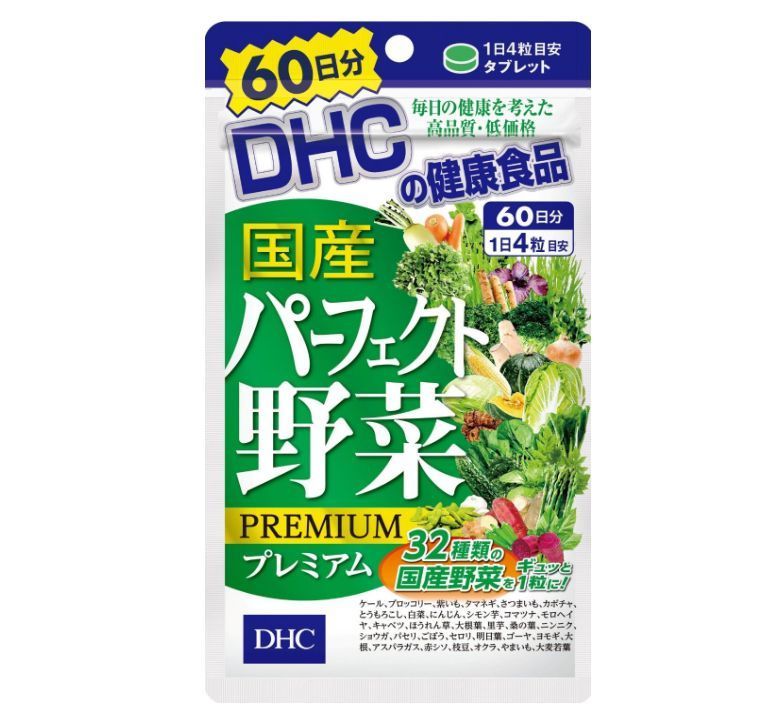 60日分
1日4粒目安
タブレット
毎日の健康を考えた
高品質・低価格
DHCの健康食品
60日分
1日4粒目安
国産
パーフェクト
野菜
PREMIUM
プレミアム
32種類の
国産野菜を
ギュッと
1粒に!
ケール、ブロッコリー、紫いも、タマネギ、さつまいも、カボチャ、
とうもろこし、白菜、にんじん、シモン芋、コマツナ、モロヘイ
ヤ、キャベツ、ほうれん草、大根葉、里芋、桑の葉、ニンニク、
ショウガ、パセリ、ごぼう、セロリ、明日葉、ゴーヤ、ヨモギ、大
根、アスパラガス、赤シソ、枝豆、オクラ、やまいも、大麦若葉
DHC